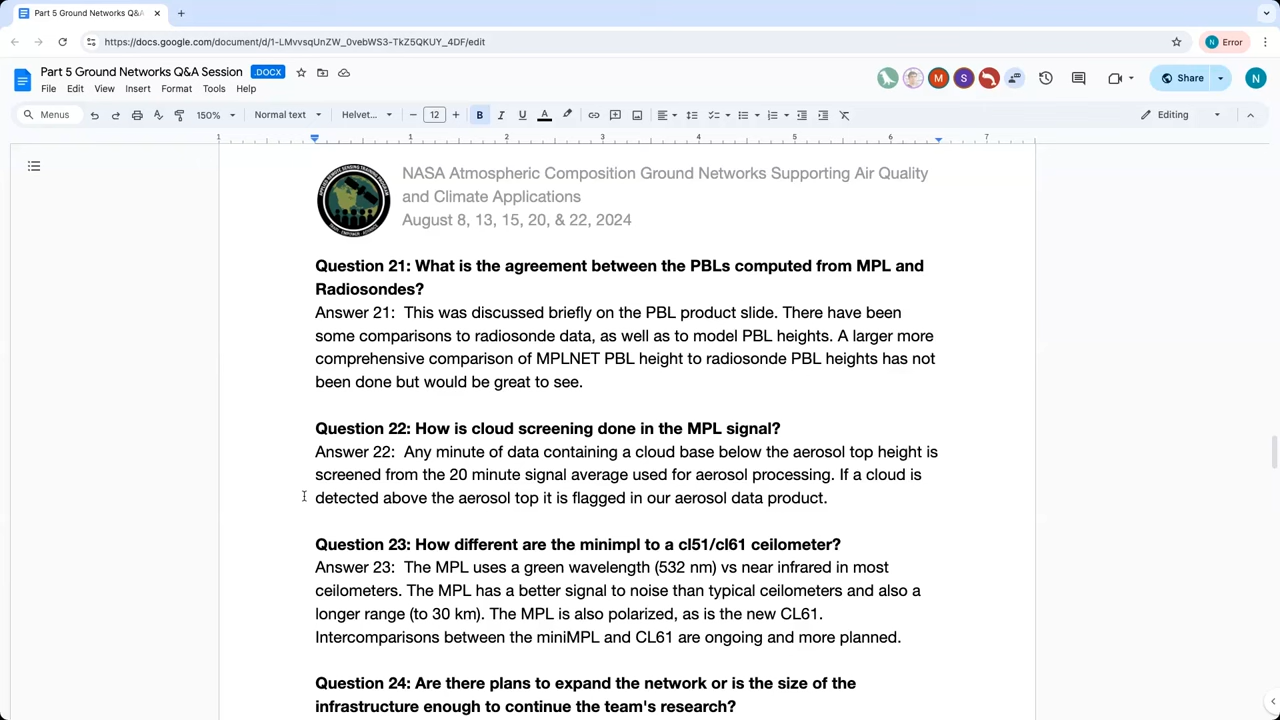 Part 5 Ground Networks Q&A
https://docs.google.com/document/d/1-LMvvsqUnZW_0vebWS3-TkZ5QKUY_4DF/edit
Error
Part 5 Ground Networks Q&A Session .DOCX
File Edit View Insert Format Tools Help
M S Share N
Menus 150% Normal text Helvet... 12 B I U A Editing
1 1 2 3 4 5 6 7
NASA Atmospheric Composition Ground Networks Supporting Air Quality
and Climate Applications
August 8, 13, 15, 20, & 22, 2024
Question 21: What is the agreement between the PBLs computed from MPL and
Radiosondes?
Answer 21: This was discussed briefly on the PBL product slide. There have been
some comparisons to radiosonde data, as well as to model PBL heights. A larger more
comprehensive comparison of MPLNET PBL height to radiosonde PBL heights has not
been done but would be great to see.
Question 22: How is cloud screening done in the MPL signal?
Answer 22: Any minute of data containing a cloud base below the aerosol top height is
screened from the 20 minute signal average used for aerosol processing. If a cloud is
detected above the aerosol top it is flagged in our aerosol data product.
Question 23: How different are the minimpl to a cl51/cl61 ceilometer?
Answer 23: The MPL uses a green wavelength (532 nm) vs near infrared in most
ceilometers. The MPL has a better signal to noise than typical ceilometers and also a
longer range (to 30 km). The MPL is also polarized, as is the new CL61.
Intercomparisons between the miniMPL and CL61 are ongoing and more planned.
Question 24: Are there plans to expand the network or is the size of the
infrastructure enough to continue the team's research?